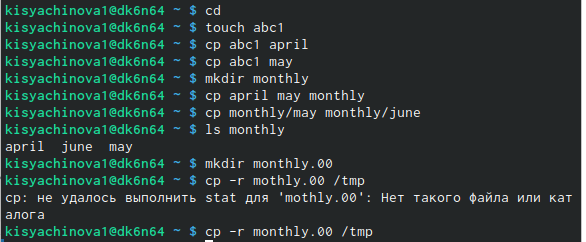 kisyachinova1@dk6n64 ~ $ cd
kisyachinova1@dk6n64 ~ $ touch abc1
kisyachinova1@dk6n64 ~ $ cp abc1 april
kisyachinova1@dk6n64 ~ $ cp abc1 may
kisyachinova1@dk6n64 ~ $ mkdir monthly
kisyachinova1@dk6n64 ~ $ cp april may monthly
kisyachinova1@dk6n64 ~ $ cp monthly/may monthly/june
kisyachinova1@dk6n64 ~ $ ls monthly
april  june  may
kisyachinova1@dk6n64 ~ $ mkdir monthly.00
kisyachinova1@dk6n64 ~ $ cp -r mothly.00 /tmp
cp: не удалось выполнить stat для 'mothly.00': Нет такого файла или кат
алога
kisyachinova1@dk6n64 ~ $ cp -r monthly.00 /tmp